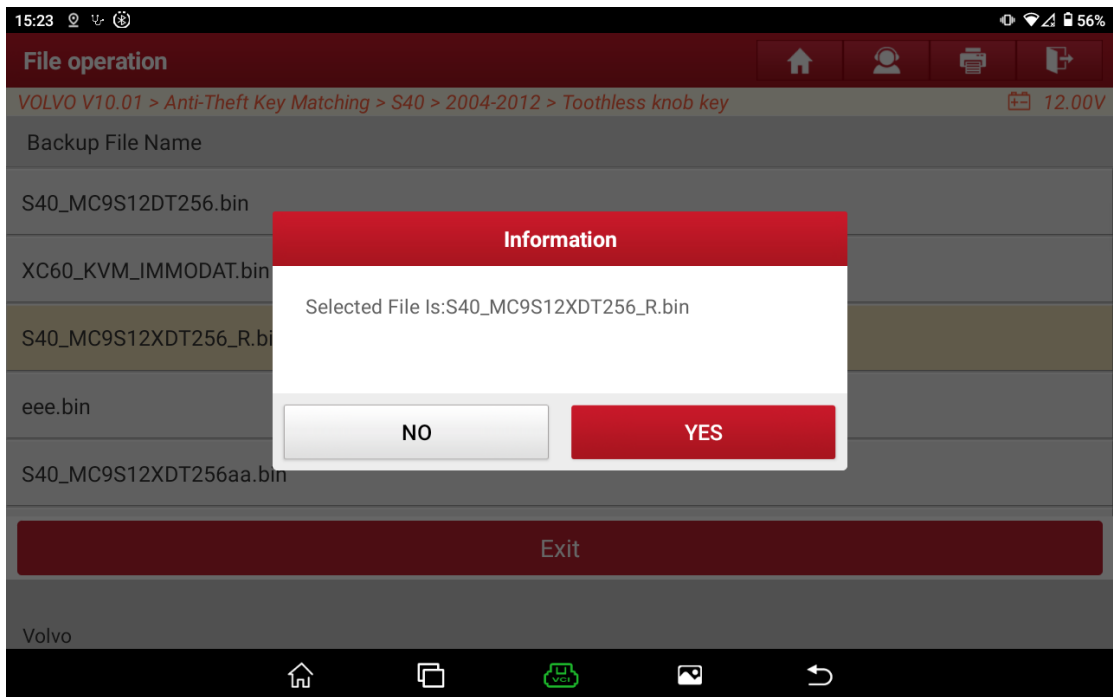 15:23 56%
File operation
VOLVO V10.01 > Anti-Theft Key Matching > S40 > 2004-2012 > Toothless knob key 12.00V
Backup File Name
S40_MC9S12DT256.bin
XC60_KVM_IMMODAT.bin
S40_MC9S12XDT256_R.bi
eee.bin
S40_MC9S12XDT256aa.bin
Information
Selected File Is:S40_MC9S12XDT256_R.bin
NO YES
Exit
Volvo
VCI